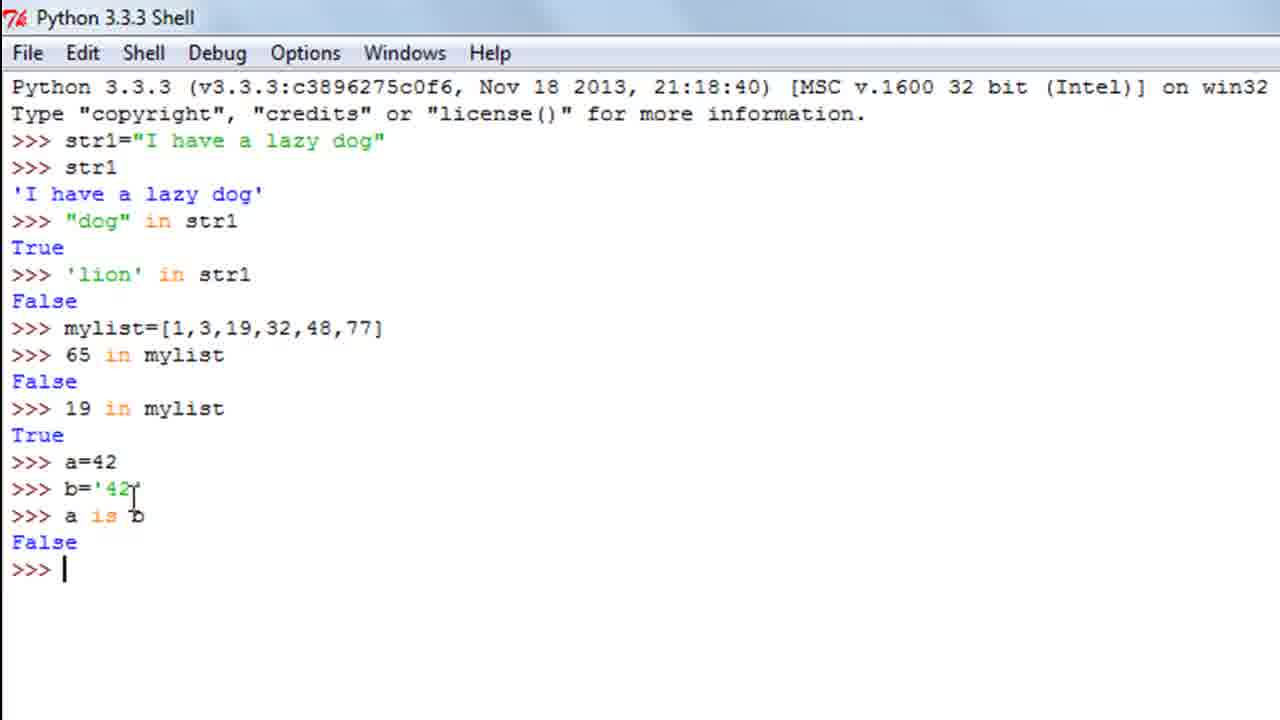 Python 3.3.3 Shell
File Edit Shell Debug Options Windows Help
Python 3.3.3 (v3.3.3:c3896275c0f6, Nov 18 2013, 21:18:40) [MSC v.1600 32 bit (Intel)] on win32
Type "copyright", "credits" or "license()" for more information.
>>> str1="I have a lazy dog"
>>> str1
'I have a lazy dog'
>>> "dog" in str1
True
>>> 'lion' in str1
False
>>> mylist=[1,3,19,32,48,77]
>>> 65 in mylist
False
>>> 19 in mylist
True
>>> a=42
>>> b='42'
>>> a is b
False
>>>